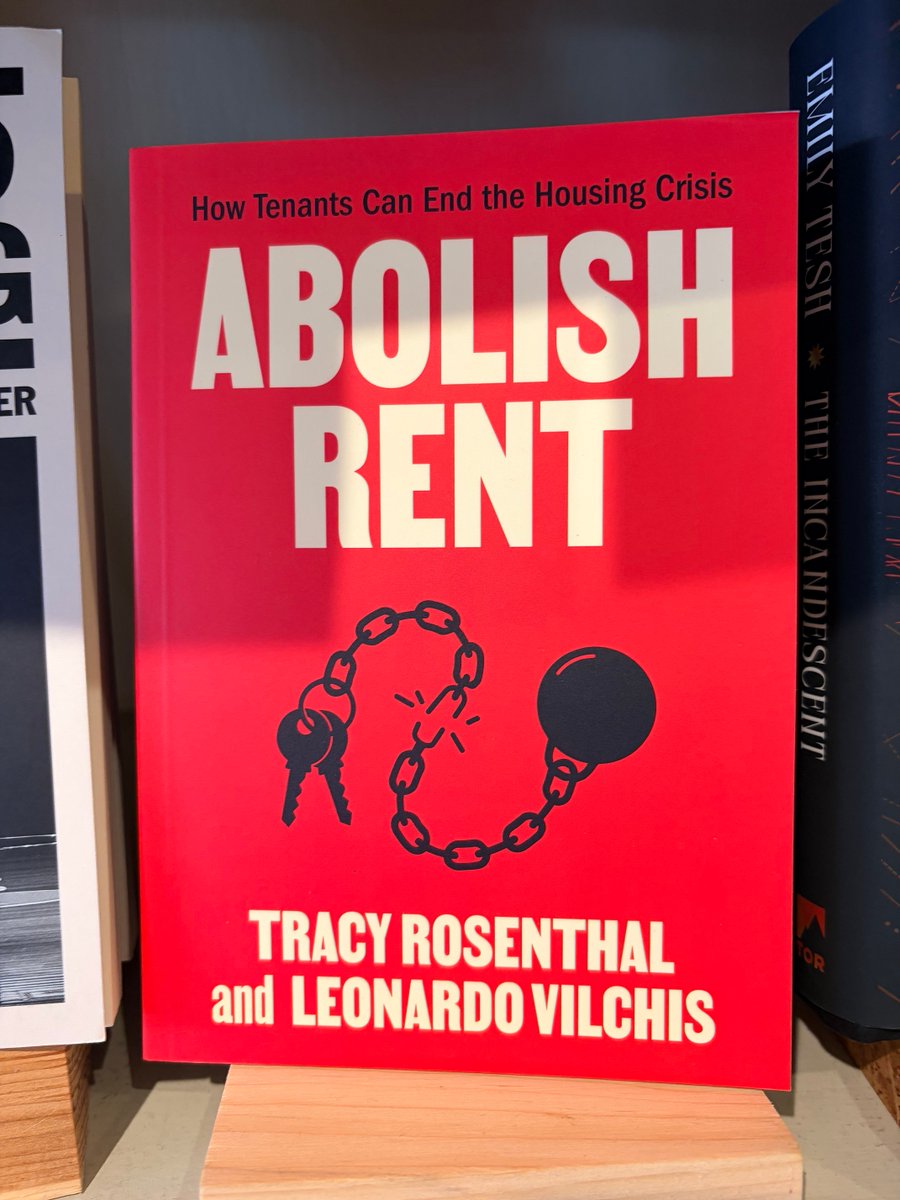 How Tenants Can End the Housing Crisis
ABOLISH
RENT
TRACY ROSENTHAL
and LEONARDO VILCHIS
ER
EMILY TESH THE INCANDESCENT
TOR